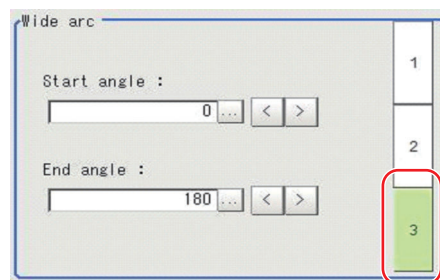 Wide arc
1
Start angle :
0 ... < >
2
End angle :
180 ... < >
3